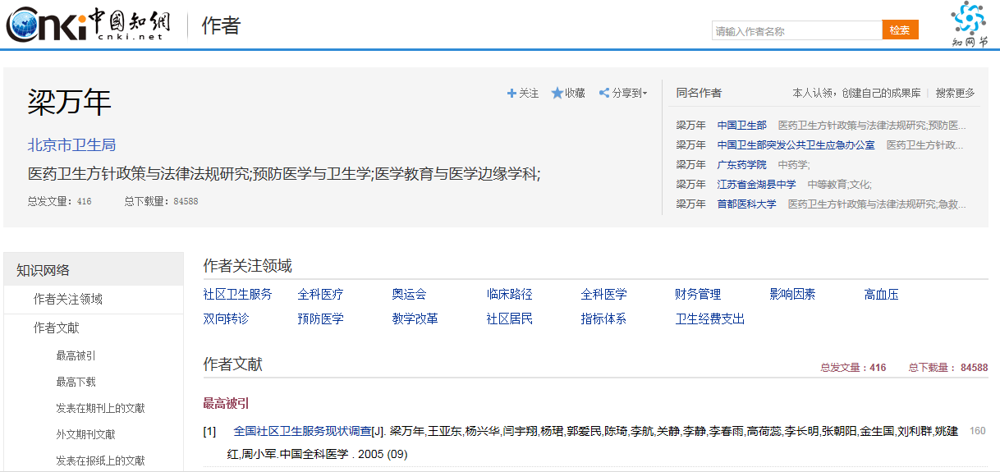 Cnki 中國知網
cnki.net
作者
请输入作者名称
检索
知网节
梁万年
关注 收藏 分享到
北京市卫生局
医药卫生方针政策与法律法规研究;预防医学与卫生学;医学教育与医学边缘学科;
总发文量：416 总下载量：84588
同名作者 本人认领，创建自己的成果库 | 搜索更多
梁万年 中国卫生部 医药卫生方针政策与法律法规研究;预防医...
梁万年 中国卫生部突发公共卫生应急办公室 医药卫生方针政...
梁万年 广东药学院 中药学;
梁万年 江苏省金湖县中学 中等教育;文化;
梁万年 首都医科大学 医药卫生方针政策与法律法规研究;急救...
知识网络
作者关注领域
作者文献
最高被引
最高下载
发表在期刊上的文献
外文期刊文献
发表在报纸上的文献
作者关注领域
社区卫生服务 全科医疗 奥运会 临床路径 全科医学 财务管理 影响因素 高血压
双向转诊 预防医学 教学改革 社区居民 指标体系 卫生经费支出
作者文献
总发文量：416 总下载量： 84588
最高被引
[1] 全国社区卫生服务现状调查[J]. 梁万年,王亚东,杨兴华,闫宇翔,杨珺,郭爱民,陈琦,李航,关静,李静,李春雨,高荷蕊,李长明,张朝阳,金生国,刘利群,姚建 160
红,周小军.中国全科医学 . 2005 (09)